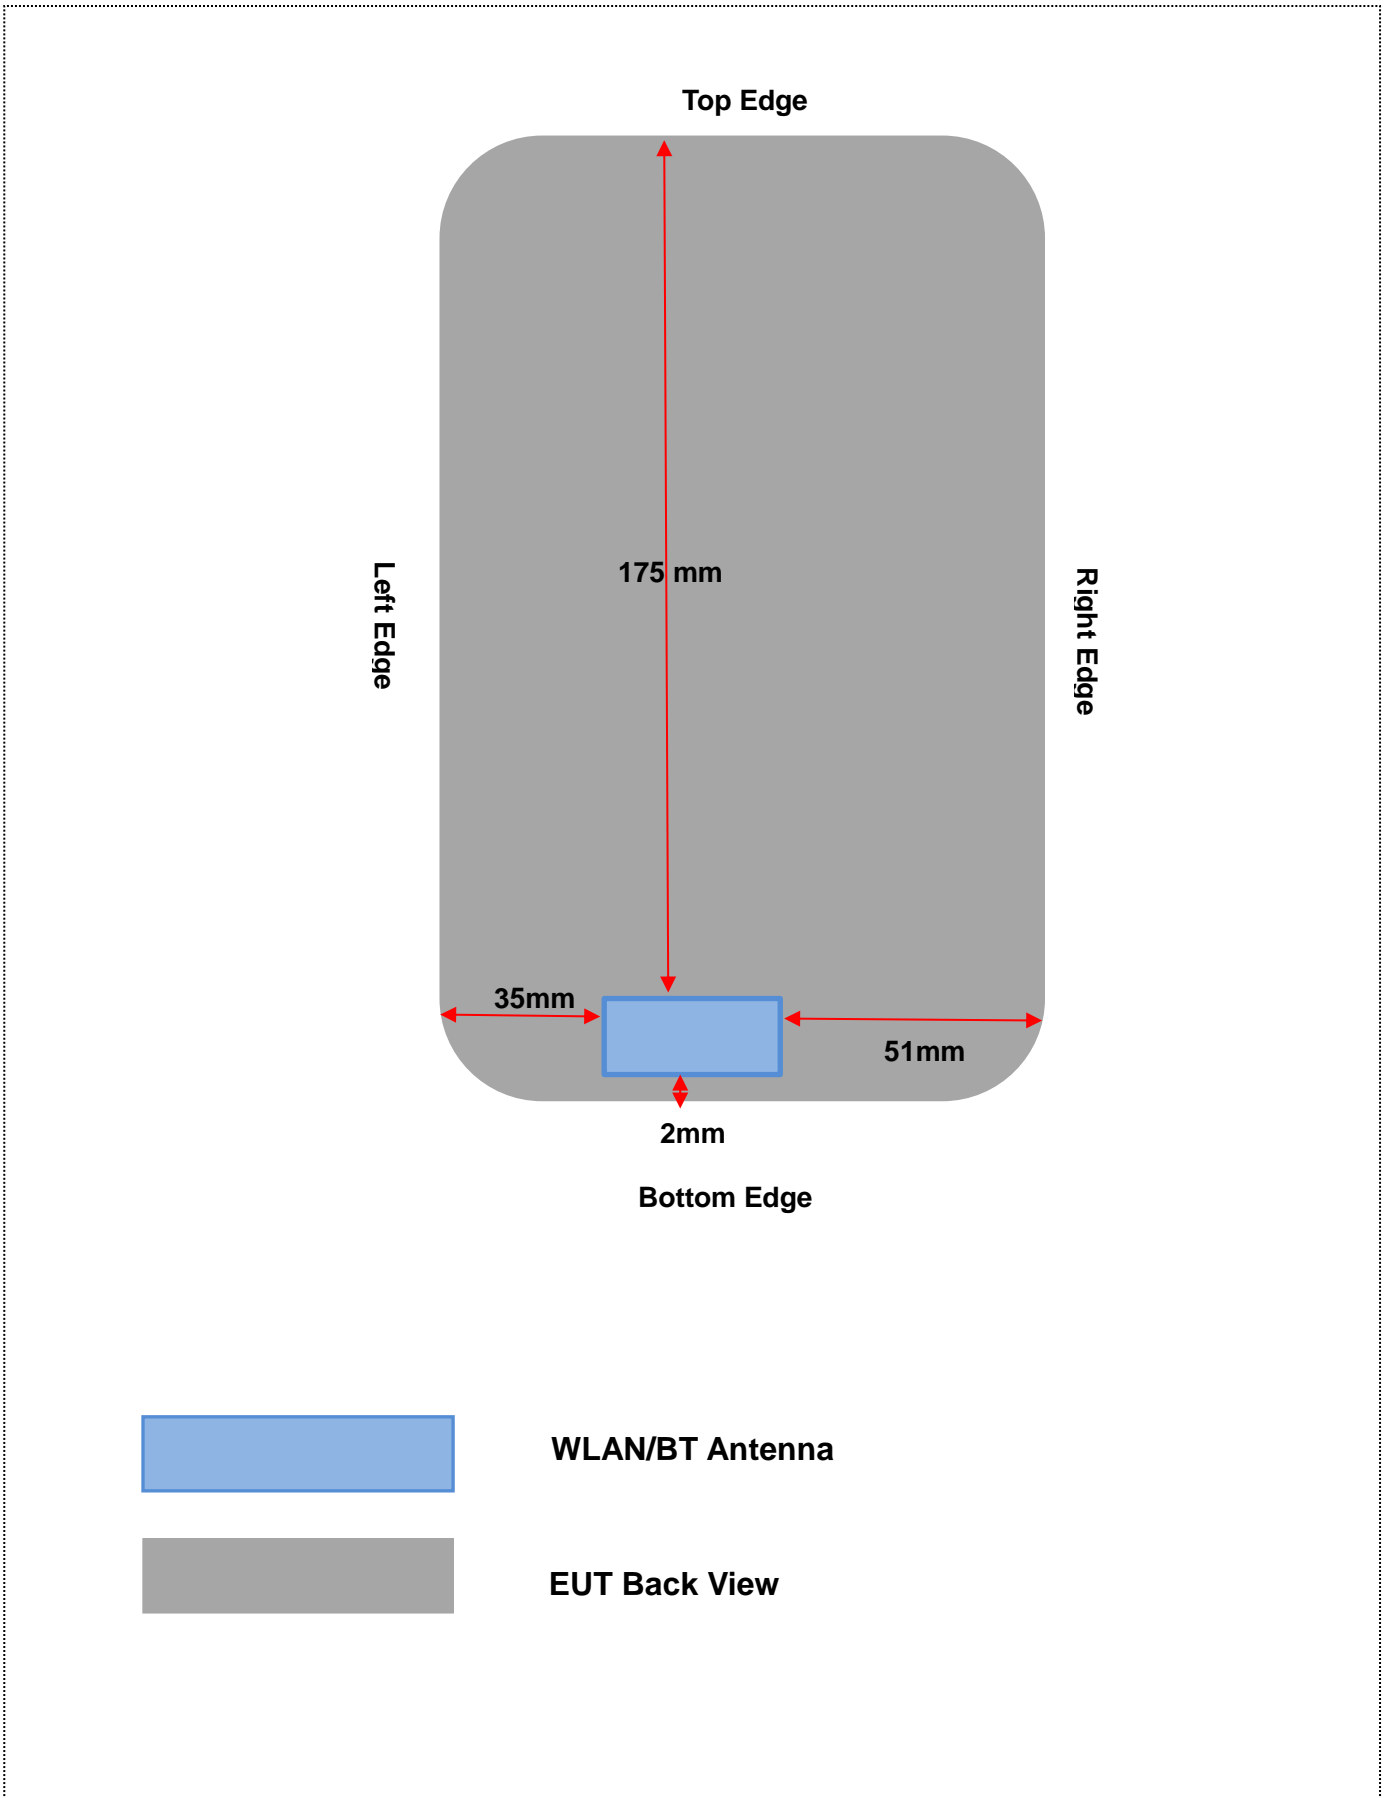 Top Edge
Left Edge
175 mm
Right Edge
35mm
51mm
2mm
Bottom Edge
WLAN/BT Antenna
EUT Back View